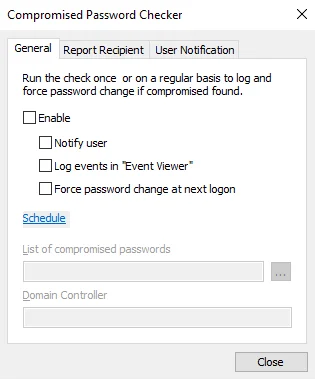 Compromised Password Checker
General Report Recipient User Notification
Run the check once or on a regular basis to log and
force password change if compromised found.
Enable
Notify user
Log events in "Event Viewer"
Force password change at next logon
Schedule
List of compromised passwords
...
Domain Controller
Close